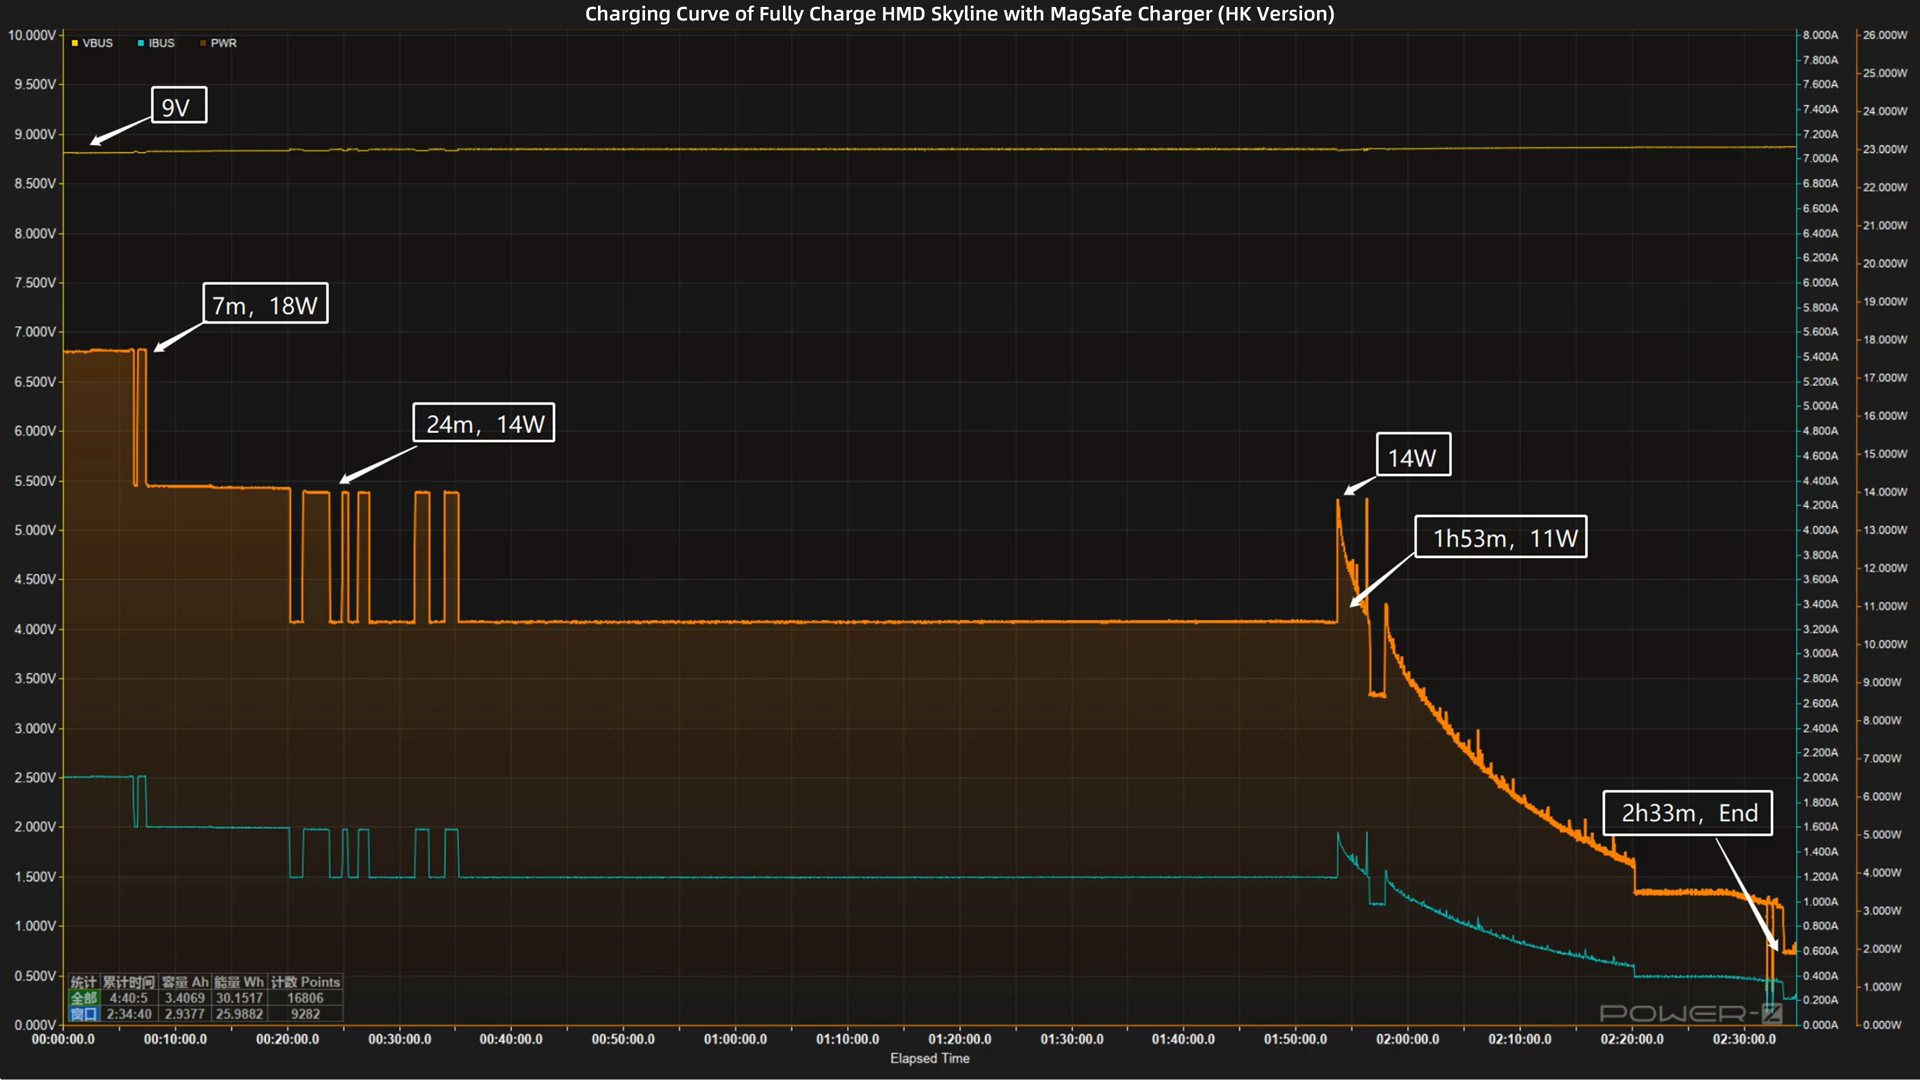 Charging Curve of Fully Charge HMD Skyline with MagSafe Charger (HK Version)
VBUS IBUS PWR
10.000V
9.500V
9.000V
8.500V
8.000V
7.500V
7.000V
6.500V
6.000V
5.500V
5.000V
4.500V
4.000V
3.500V
3.000V
2.500V
2.000V
1.500V
1.000V
0.500V
0.000V
9V
7m，18W
24m，14W
14W
1h53m，11W
2h33m，End
8.000A
7.800A
7.600A
7.400A
7.200A
7.000A
6.800A
6.600A
6.400A
6.200A
6.000A
5.800A
5.600A
5.400A
5.200A
5.000A
4.800A
4.600A
4.400A
4.200A
4.000A
3.800A
3.600A
3.400A
3.200A
3.000A
2.800A
2.600A
2.400A
2.200A
2.000A
1.800A
1.600A
1.400A
1.200A
1.000A
0.800A
0.600A
0.400A
0.200A
0.000A
26.000W
25.000W
24.000W
23.000W
22.000W
21.000W
20.000W
19.000W
18.000W
17.000W
16.000W
15.000W
14.000W
13.000W
12.000W
11.000W
10.000W
9.000W
8.000W
7.000W
6.000W
5.000W
4.000W
3.000W
2.000W
1.000W
0.000W
统计 累计时间 容量 Ah 能量 Wh 计数 Points
全部 4:40:5 3.4069 30.1517 16806
窗口 2:34:40 2.9377 25.9882 9282
POWER-Z
00:00:00.0 00:10:00.0 00:20:00.0 00:30:00.0 00:40:00.0 00:50:00.0 01:00:00.0 01:10:00.0 01:20:00.0 01:30:00.0 01:40:00.0 01:50:00.0 02:00:00.0 02:10:00.0 02:20:00.0 02:30:00.0
Elapsed Time